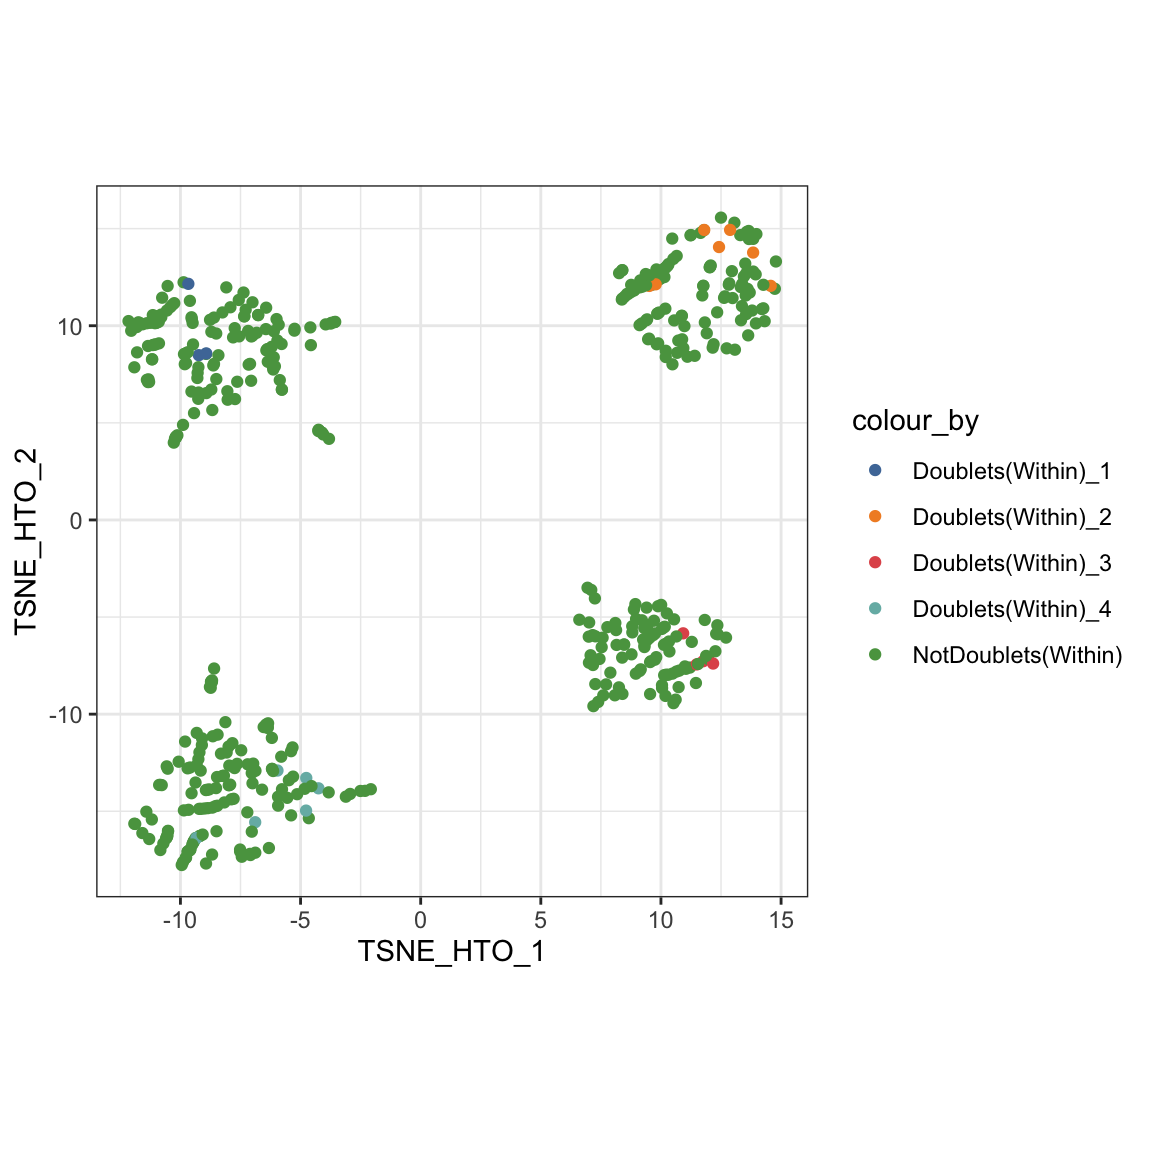 TSNE_HTO_2
10
0
-10
-10
-5
0
5
10
15
TSNE_HTO_1
colour_by
Doublets(Within)_1
Doublets(Within)_2
Doublets(Within)_3
Doublets(Within)_4
NotDoublets(Within)